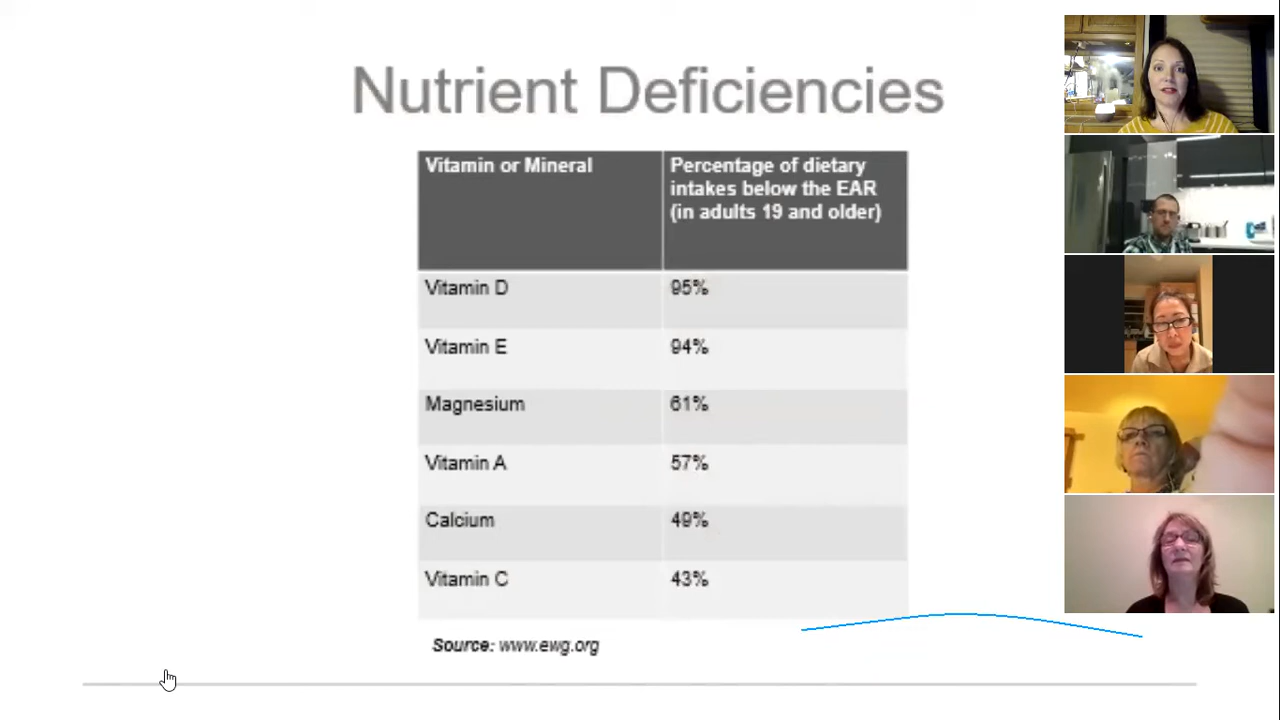 Nutrient Deficiencies
Vitamin or Mineral
Percentage of dietary
intakes below the EAR
(in adults 19 and older)
Vitamin D 95%
Vitamin E 94%
Magnesium 61%
Vitamin A 57%
Calcium 49%
Vitamin C 43%
Source: www.ewg.org